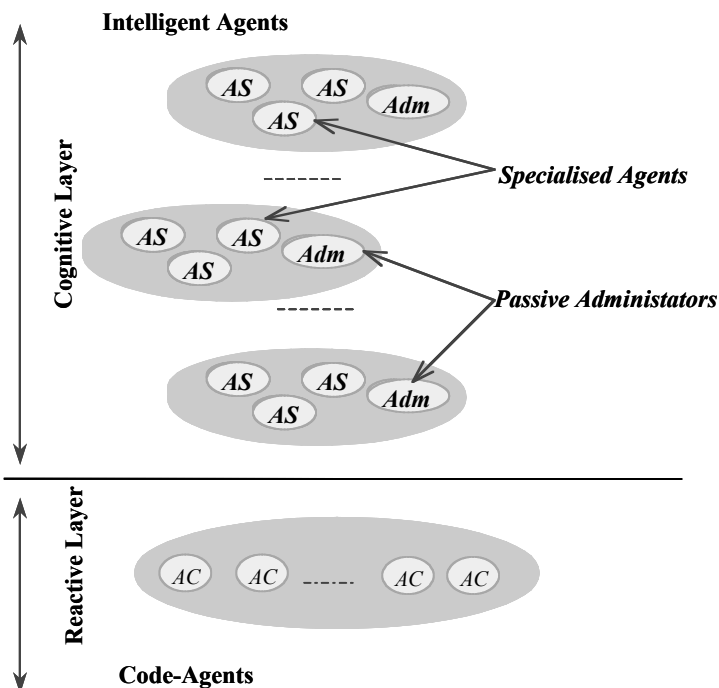 Intelligent Agents
AS
AS
AS
Adm
Specialised Agents
Cognitive Layer
AS
AS
AS
Adm
Passive Administators
AS
AS
AS
Adm
Reactive Layer
AC
AC
AC
AC
Code-Agents